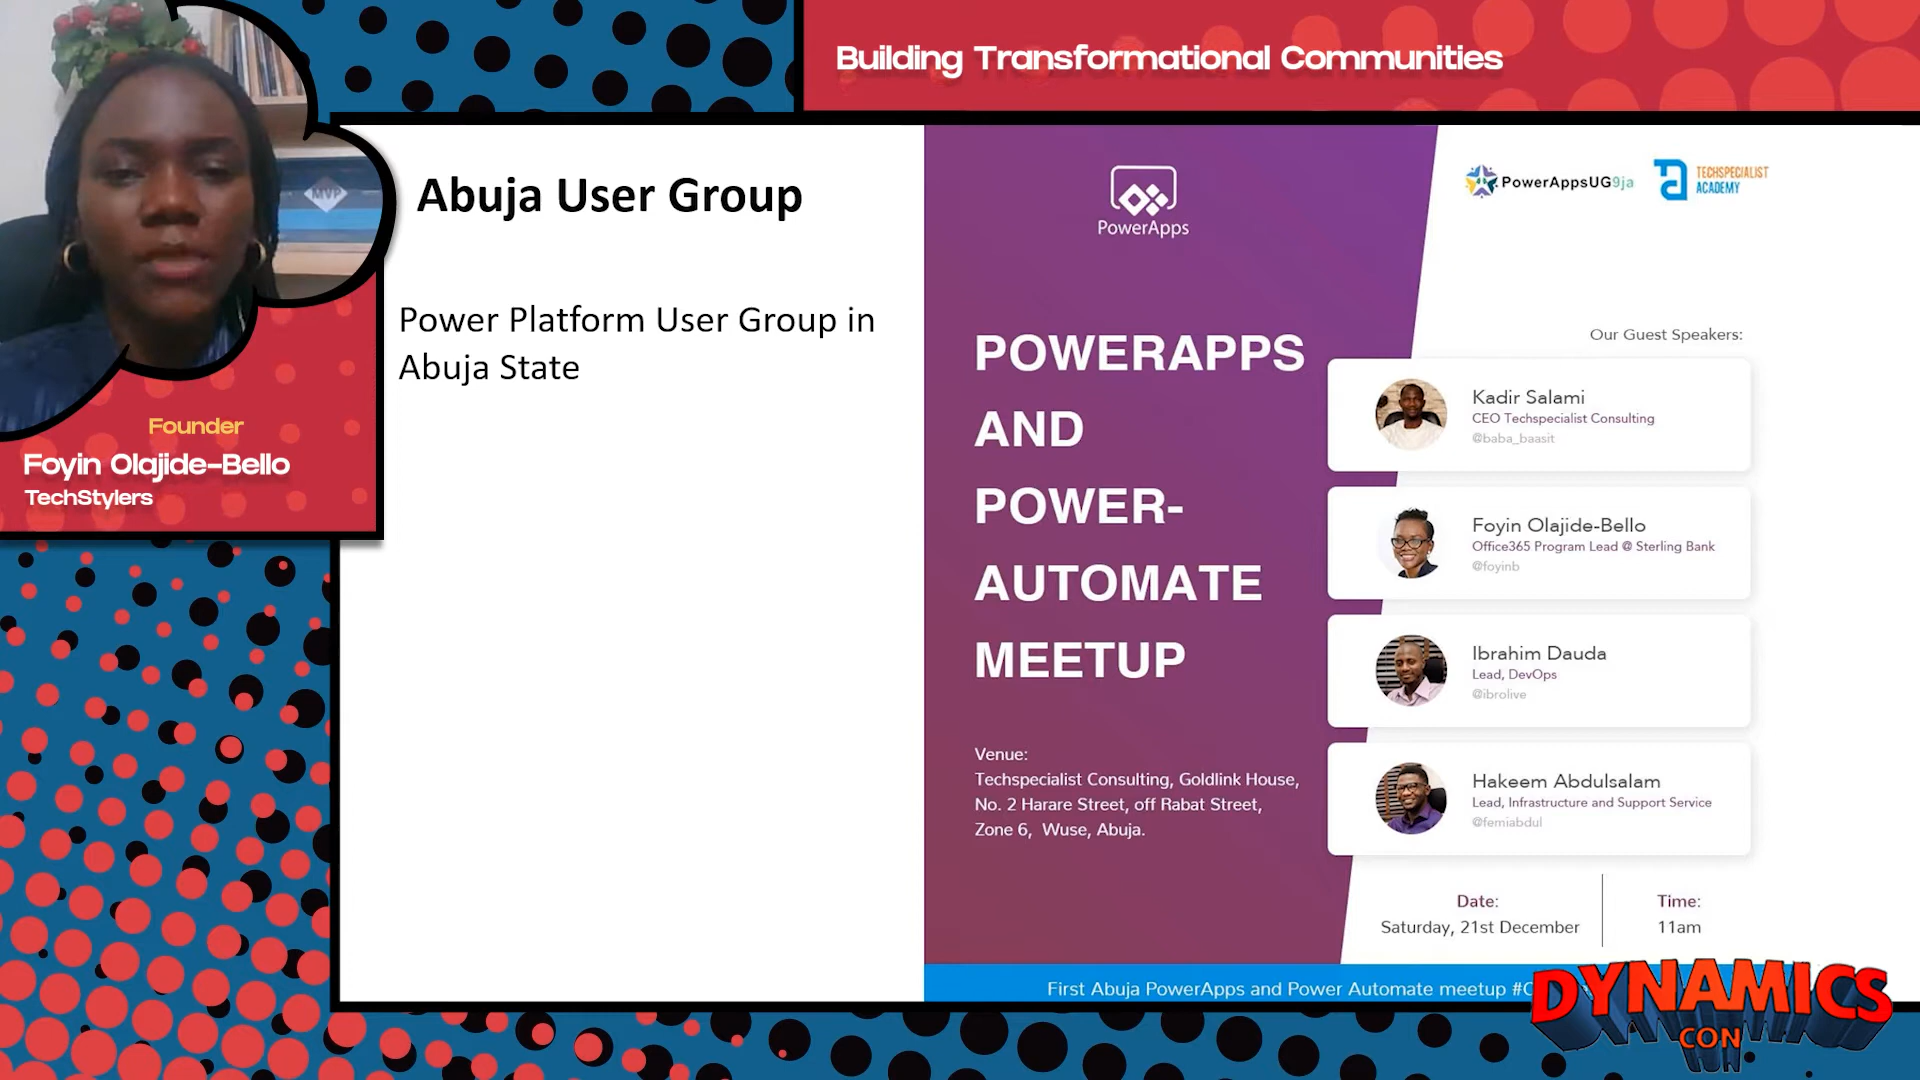 Building Transformational Communities
MVP
Founder
Foyin Olajide-Bello
TechStylers
Abuja User Group
Power Platform User Group in
Abuja State
PowerApps
PowerAppsUG9ja
TECHSPECIALIST
ACADEMY
POWERAPPS
AND
POWER-
AUTOMATE
MEETUP
Venue:
Techspecialist Consulting, Goldlink House,
No. 2 Harare Street, off Rabat Street,
Zone 6, Wuse, Abuja.
Our Guest Speakers:
Kadir Salami
CEO Techspecialist Consulting
@baba_baasit
Foyin Olajide-Bello
Office365 Program Lead @ Sterling Bank
@foyinb
Ibrahim Dauda
Lead, DevOps
@ibrolive
Hakeem Abdulsalam
Lead, Infrastructure and Support Service
@femiabdul
Date:
Saturday, 21st December
Time:
11am
First Abuja PowerApps and Power Automate meetup
DYNAMICS
CON